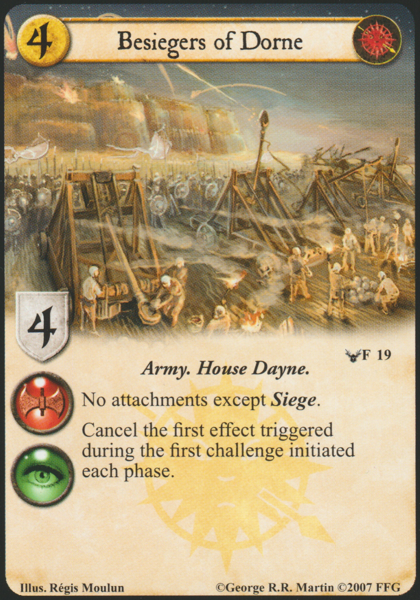 4
Besiegers of Dorne
4
F 19
Army. House Dayne.
No attachments except Siege.
Cancel the first effect triggered
during the first challenge initiated
each phase.
Illus. Régis Moulun
©George R.R. Martin ©2007 FFG